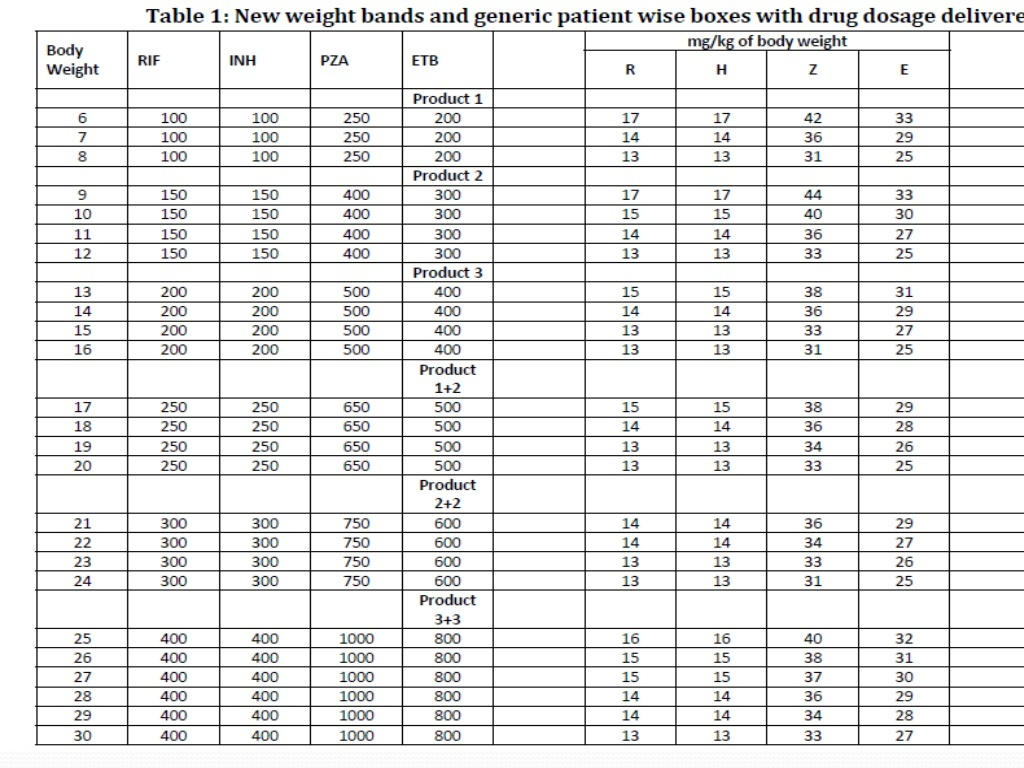 Table 1: New weight bands and generic patient wise boxes with drug dosage delivere
mg/kg of body weight
Body Weight RIF INH PZA ETB R H Z E
Product 1
6 100 100 250 200 17 17 42 33
7 100 100 250 200 14 14 36 29
8 100 100 250 200 13 13 31 25
Product 2
9 150 150 400 300 17 17 44 33
10 150 150 400 300 15 15 40 30
11 150 150 400 300 14 14 36 27
12 150 150 400 300 13 13 33 25
Product 3
13 200 200 500 400 15 15 38 31
14 200 200 500 400 14 14 36 29
15 200 200 500 400 13 13 33 27
16 200 200 500 400 13 13 31 25
Product
1+2
17 250 250 650 500 15 15 38 29
18 250 250 650 500 14 14 36 28
19 250 250 650 500 13 13 34 26
20 250 250 650 500 13 13 33 25
Product
2+2
21 300 300 750 600 14 14 36 29
22 300 300 750 600 14 14 34 27
23 300 300 750 600 13 13 33 26
24 300 300 750 600 13 13 31 25
Product
3+3
25 400 400 1000 800 16 16 40 32
26 400 400 1000 800 15 15 38 31
27 400 400 1000 800 15 15 37 30
28 400 400 1000 800 14 14 36 29
29 400 400 1000 800 14 14 34 28
30 400 400 1000 800 13 13 33 27